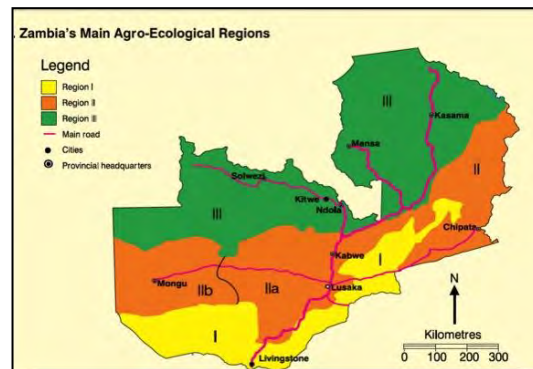 . Zambia's Main Agro-Ecological Regions
Legend
Region I
Region II
Region III
Main road
Cities
Provincial headquarters
III
Kasama
Mansa
II
Solwezi
Kitwe
Ndola
III
Chipata
I
Kabwe
Mongu
IIb
IIa
Lusaka
I
Livingstone
N
Kilometres
0 100 200 300